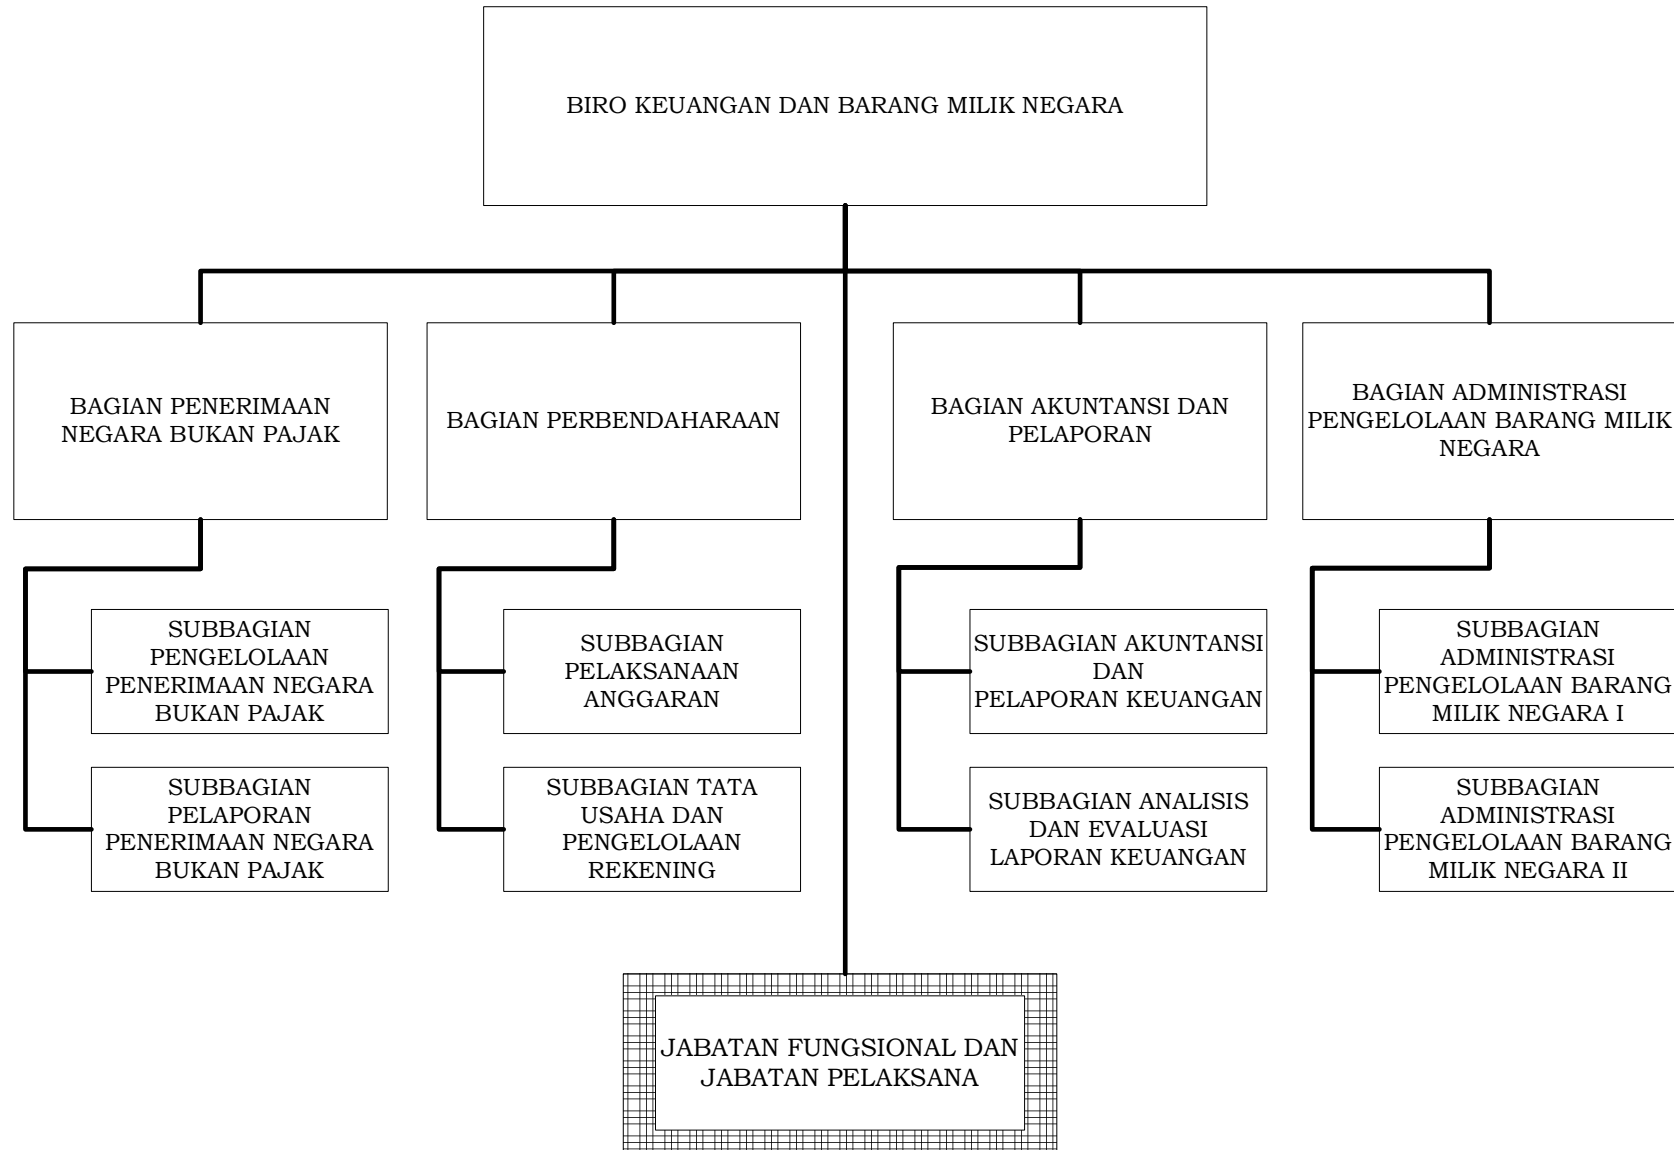 BIRO KEUANGAN DAN BARANG MILIK NEGARA
BAGIAN PENERIMAAN
NEGARA BUKAN PAJAK
BAGIAN PERBENDAHARAAN
BAGIAN AKUNTANSI DAN
PELAPORAN
BAGIAN ADMINISTRASI
PENGELOLAAN BARANG MILIK
NEGARA
SUBBAGIAN
PENGELOLAAN
PENERIMAAN NEGARA
BUKAN PAJAK
SUBBAGIAN
PELAKSANAAN
ANGGARAN
SUBBAGIAN AKUNTANSI
DAN
PELAPORAN KEUANGAN
SUBBAGIAN
ADMINISTRASI
PENGELOLAAN BARANG
MILIK NEGARA I
SUBBAGIAN
PELAPORAN
PENERIMAAN NEGARA
BUKAN PAJAK
SUBBAGIAN TATA
USAHA DAN
PENGELOLAAN
REKENING
SUBBAGIAN ANALISIS
DAN EVALUASI
LAPORAN KEUANGAN
SUBBAGIAN
ADMINISTRASI
PENGELOLAAN BARANG
MILIK NEGARA II
JABATAN FUNGSIONAL DAN
JABATAN PELAKSANA